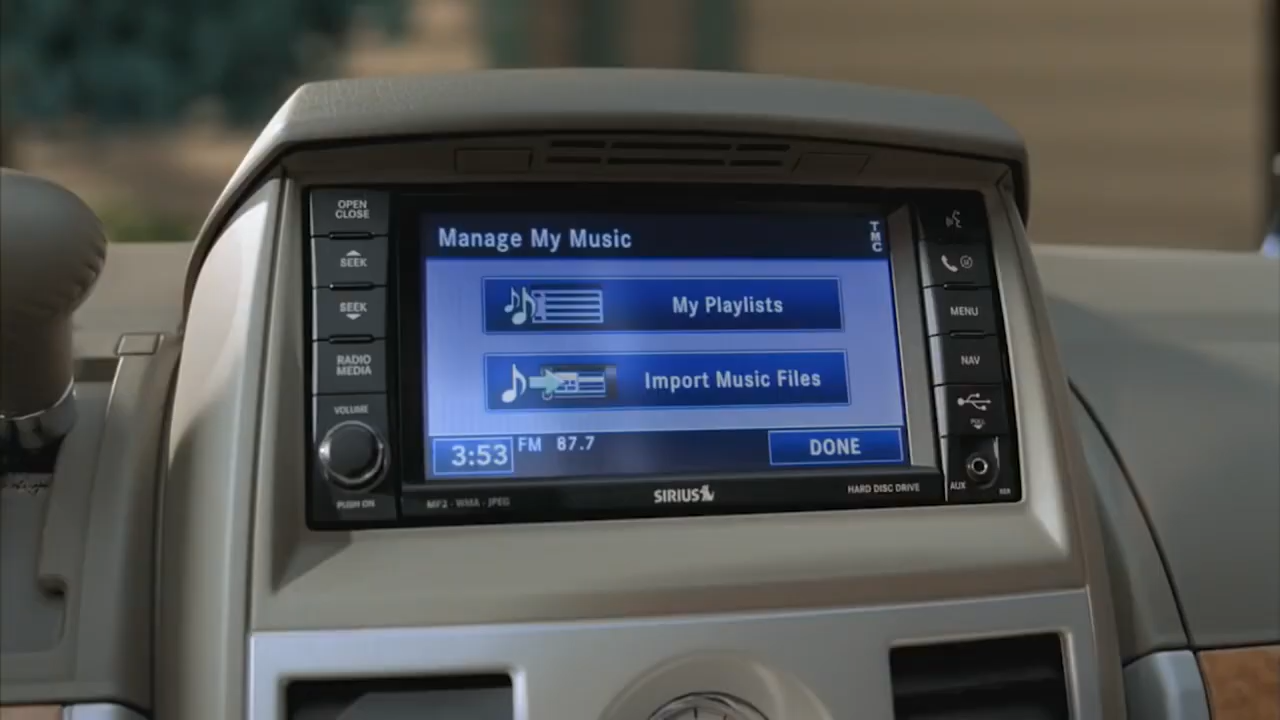 OPEN
CLOSE
SEEK
SEEK
RADIO
MEDIA
VOLUME
PUSH ON
Manage My Music
TMC
My Playlists
Import Music Files
3:53
FM 87.7
DONE
SIRIUS
HARD DISC DRIVE
MENU
NAV
AUX